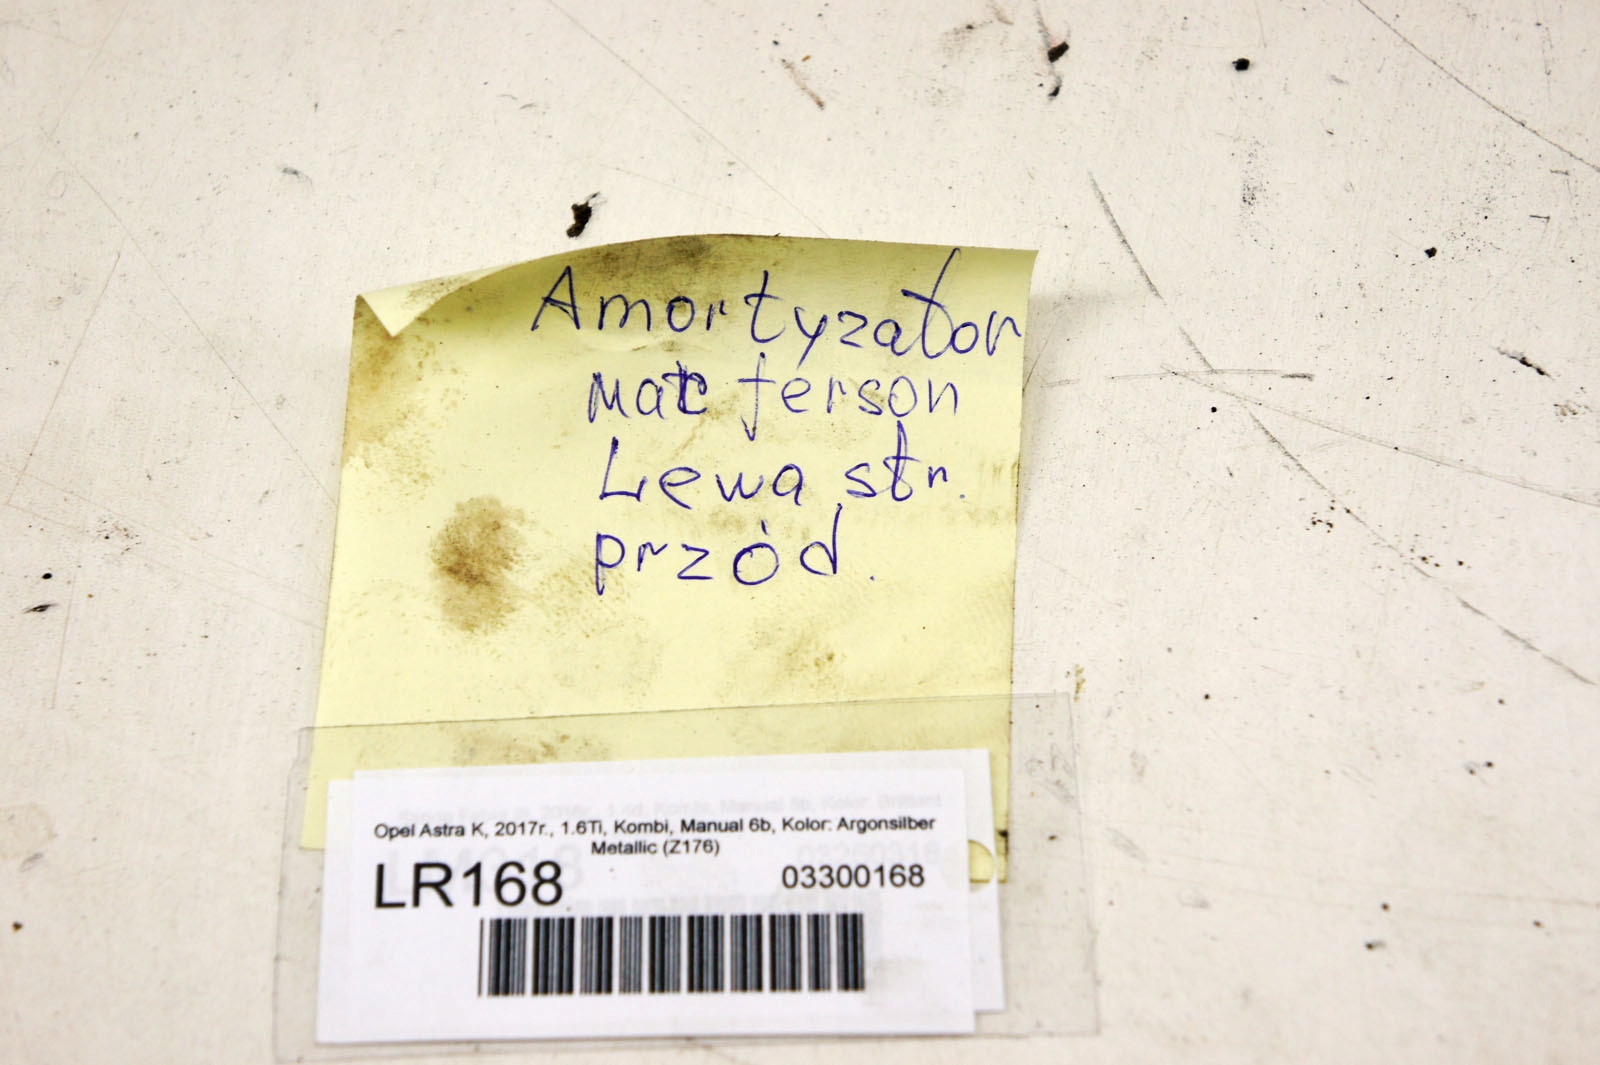 Amortyzator
Mac ferson
Lewa str.
przód.
Opel Astra K, 2017r., 1.6Ti, Kombi, Manual 6b, Kolor: Argonsilber
Metallic (Z176)
LR168
03300168